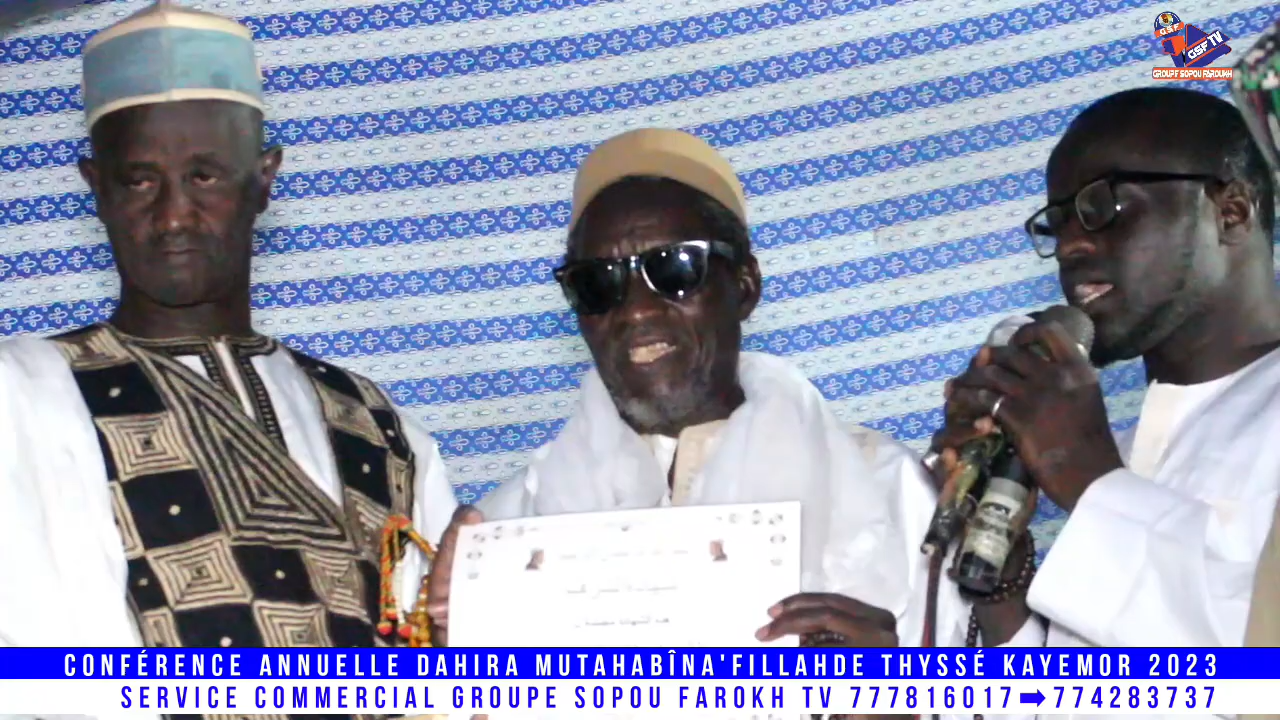 GSF
GSF TV
GROUPE SOPOU FAROUKH
CONFÉRENCE ANNUELLE DAHIRA MUTAHABÎNA'FILLAHDE THYSSÉ KAYEMOR 2023
SERVICE COMMERCIAL GROUPE SOPOU FAROKH TV 777816017➡774283737